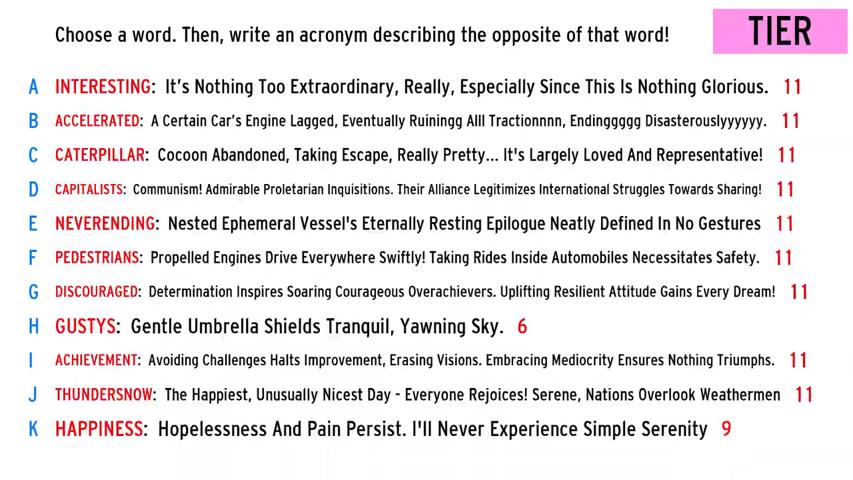 Choose a word. Then, write an acronym describing the opposite of that word!
TIER
A INTERESTING: It's Nothing Too Extraordinary, Really, Especially Since This Is Nothing Glorious. 11
B ACCELERATED: A Certain Car's Engine Lagged, Eventually Ruiningg Alll Tractionnnn, Endinggggg Disasterouslyyyyyy. 11
C CATERPILLAR: Cocoon Abandoned, Taking Escape, Really Pretty... It's Largely Loved And Representative! 11
D CAPITALISTS: Communism! Admirable Proletarian Inquisitions. Their Alliance Legitimizes International Struggles Towards Sharing! 11
E NEVERENDING: Nested Ephemeral Vessel's Eternally Resting Epilogue Neatly Defined In No Gestures 11
F PEDESTRIANS: Propelled Engines Drive Everywhere Swiftly! Taking Rides Inside Automobiles Necessitates Safety. 11
G DISCOURAGED: Determination Inspires Soaring Courageous Overachievers. Uplifting Resilient Attitude Gains Every Dream! 11
H GUSTYS: Gentle Umbrella Shields Tranquil, Yawning Sky. 6
I ACHIEVEMENT: Avoiding Challenges Halts Improvement, Erasing Visions. Embracing Mediocrity Ensures Nothing Triumphs. 11
J THUNDERSNOW: The Happiest, Unusually Nicest Day - Everyone Rejoices! Serene, Nations Overlook Weathermen 11
K HAPPINESS: Hopelessness And Pain Persist. I'll Never Experience Simple Serenity 9